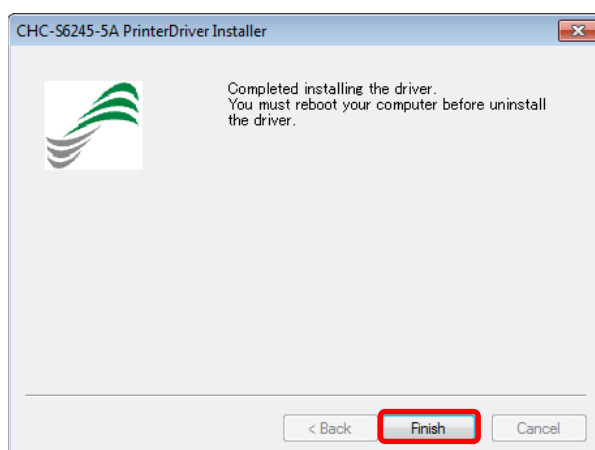 CHC-S6245-5A PrinterDriver Installer
Completed installing the driver.
You must reboot your computer before uninstall
the driver.
< Back
Finish
Cancel